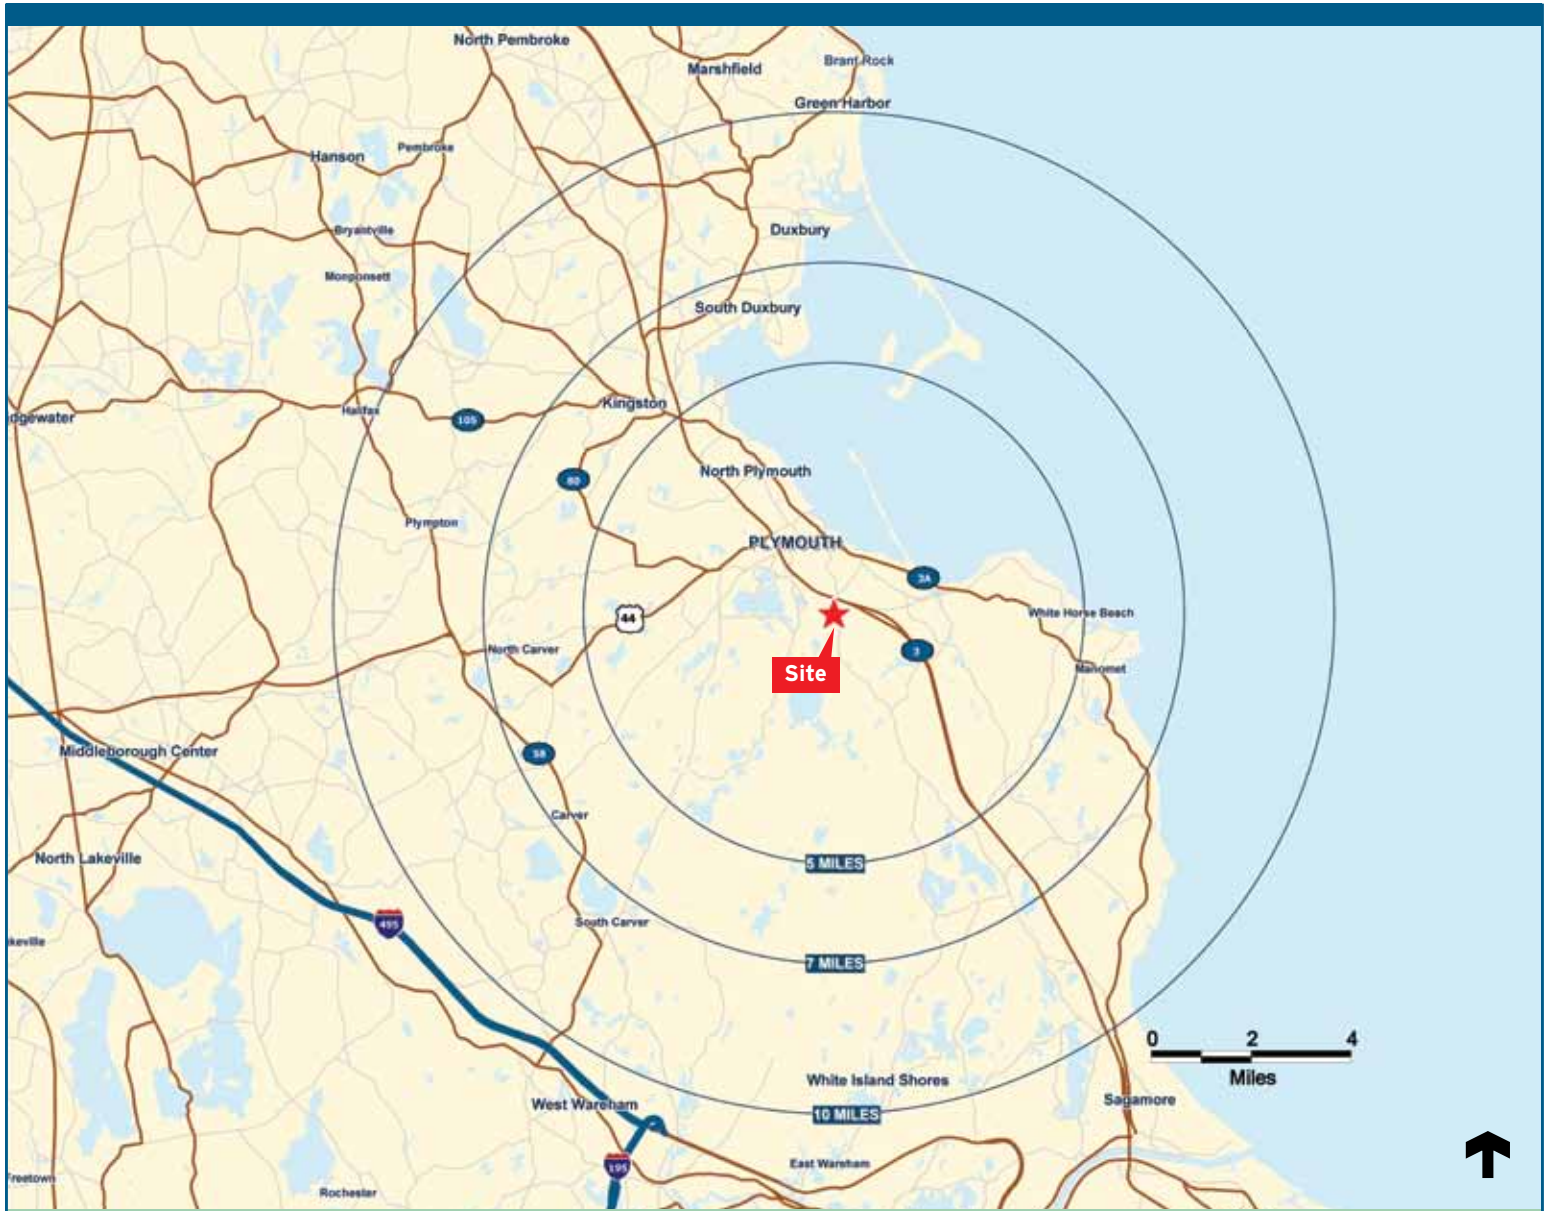 North Pembroke
Brant Rock
Marshfield
Green Harbor
Pembroke
Hanson
Bryantville
Duxbury
Monponsett
South Duxbury
Kingston
Halfax
dgewater
105
North Plymouth
80
Plympton
PLYMOUTH
3A
White Horse Beach
44
North Carver
3
Manomet
Site
Middleborough Center
58
Carver
North Lakeville
5 MILES
South Carver
495
keville
7 MILES
0 2 4
Miles
White Island Shores
Sagamore
West Wareham
10 MILES
East Wareham
195
Freetown
Rochester